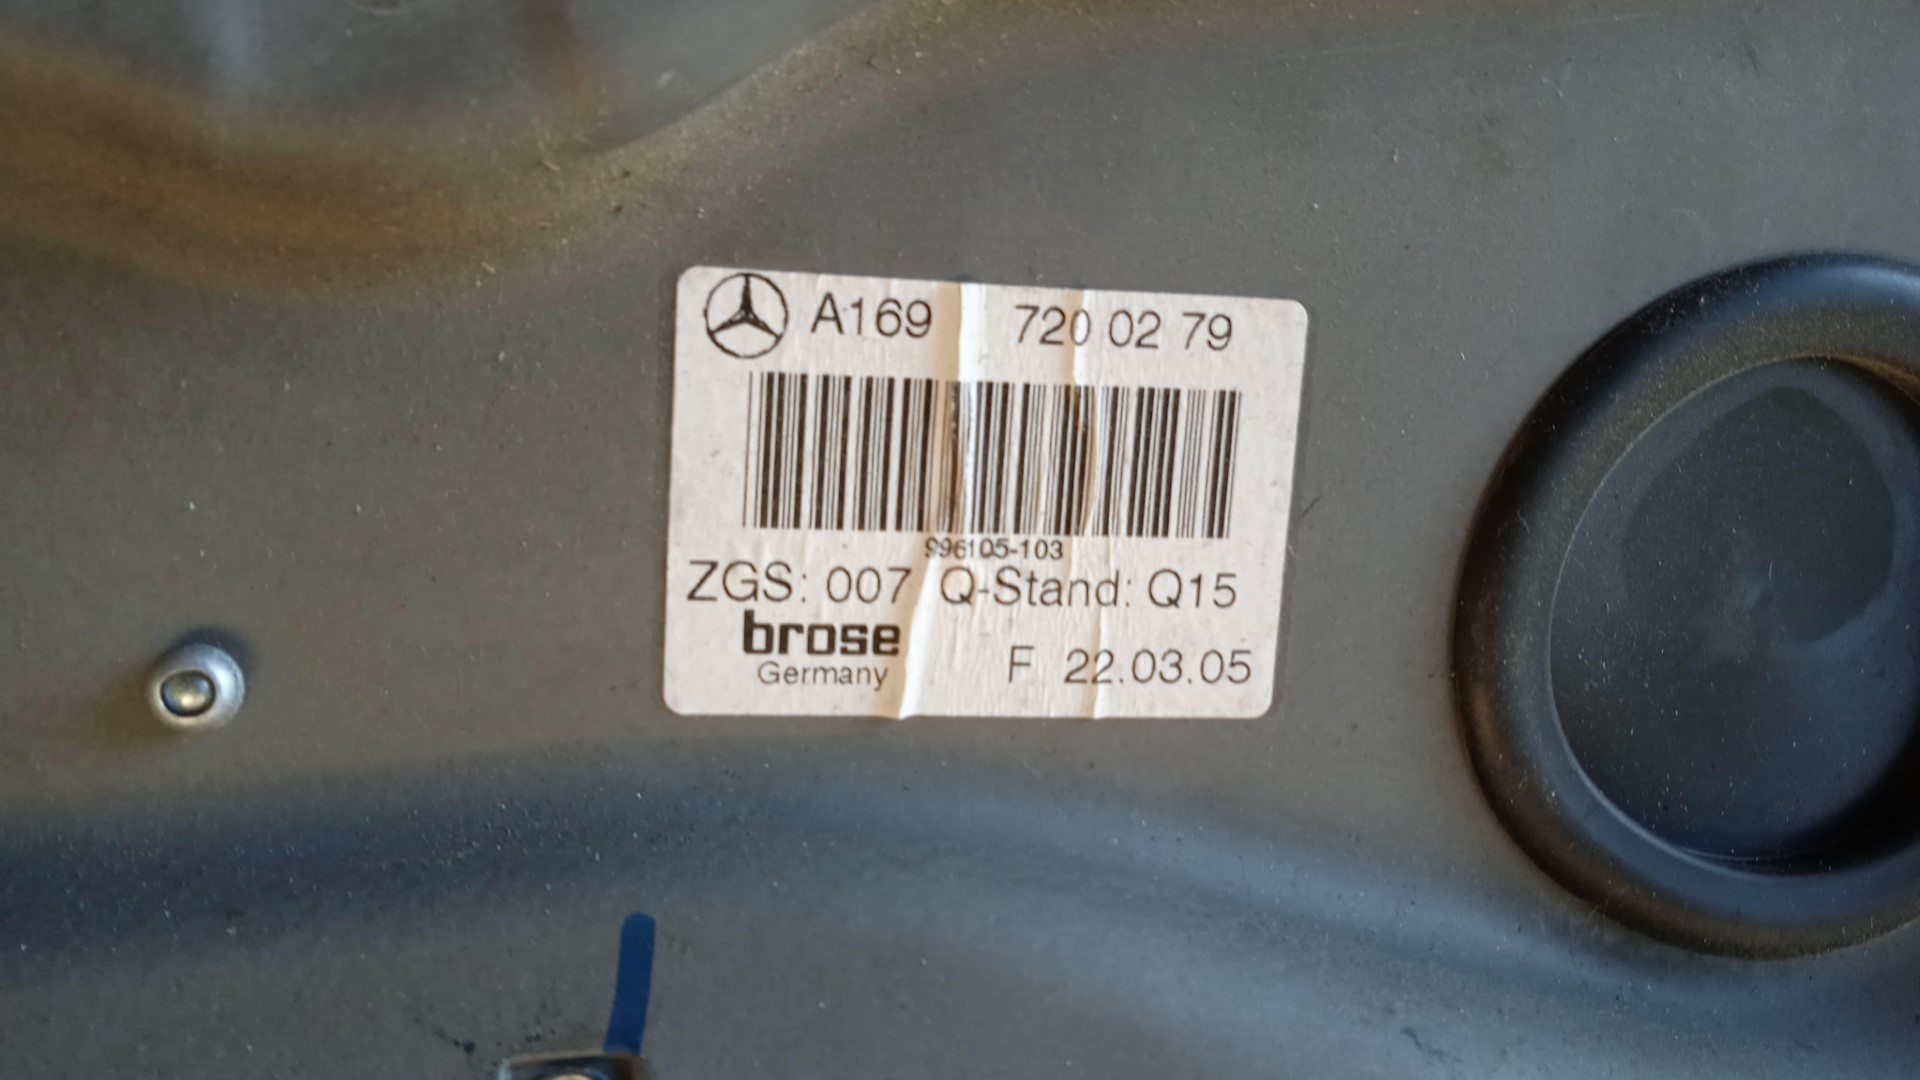 A169 720 02 79
996105-103
ZGS: 007 Q-Stand: Q15
brose
Germany F 22.03.05